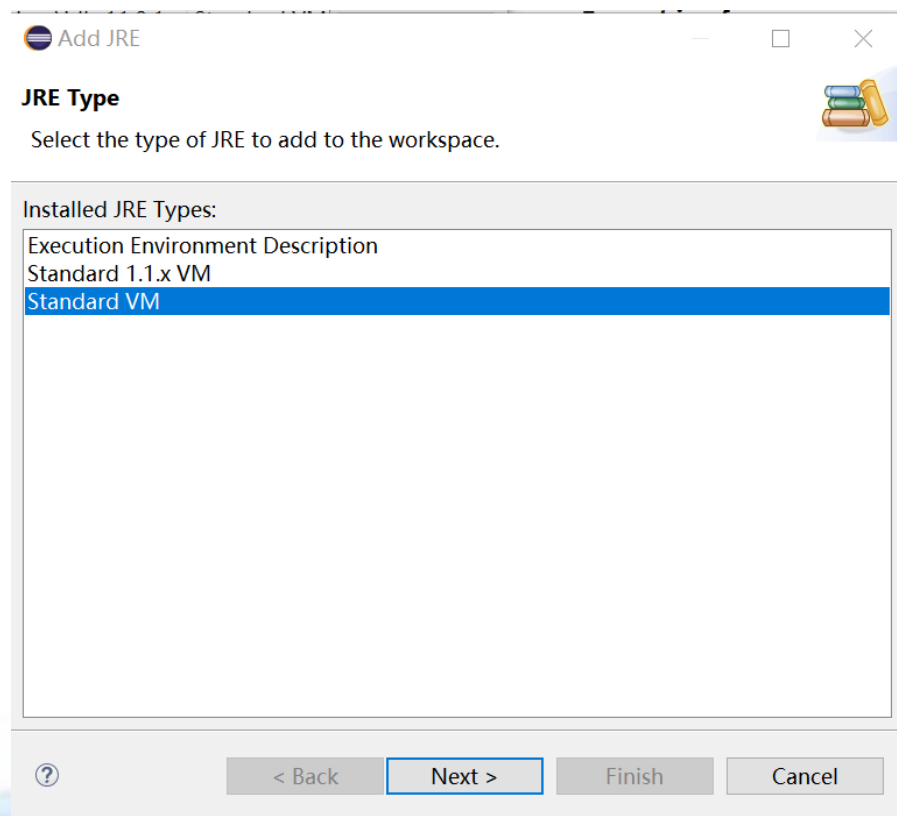 Add JRE
JRE Type
Select the type of JRE to add to the workspace.
Installed JRE Types:
Execution Environment Description
Standard 1.1.x VM
Standard VM
< Back
Next >
Finish
Cancel